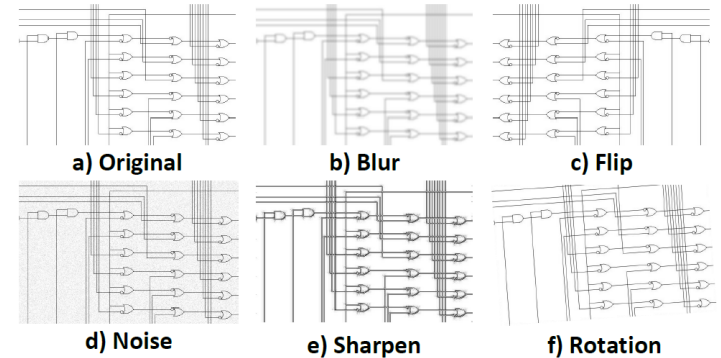 a) Original
b) Blur
c) Flip
d) Noise
e) Sharpen
f) Rotation